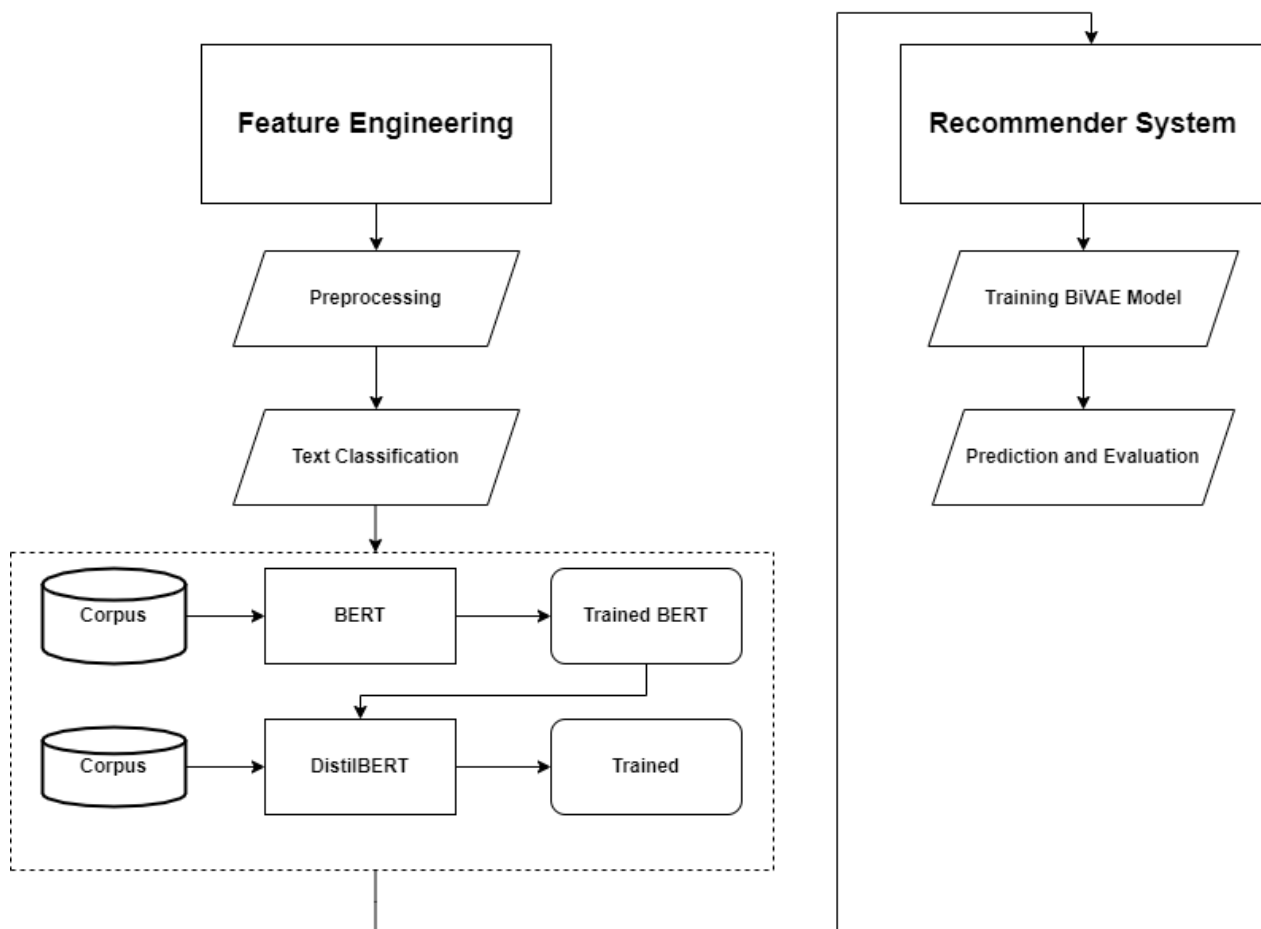 Feature Engineering
Preprocessing
Text Classification
Corpus
BERT
Trained BERT
Corpus
DistilBERT
Trained
Recommender System
Training BiVAE Model
Prediction and Evaluation